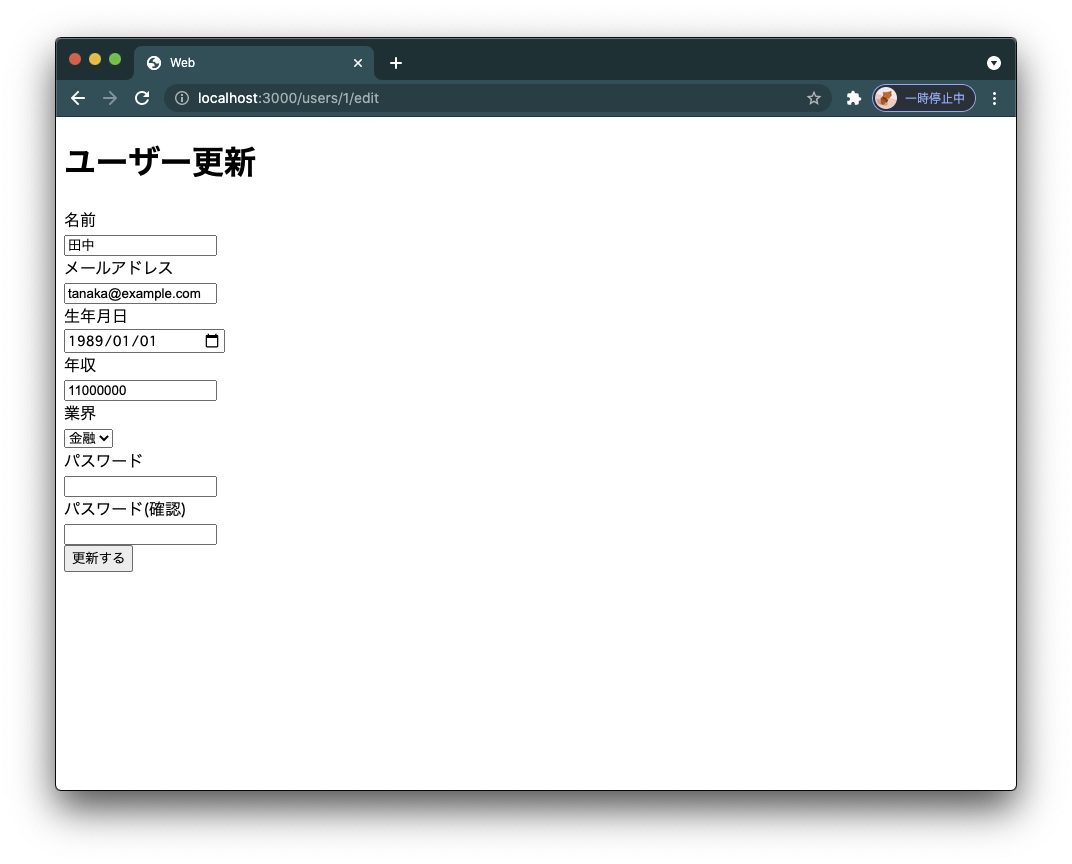 Web
localhost:3000/users/1/edit
一時停止中
ユーザー更新
名前
田中
メールアドレス
tanaka@example.com
生年月日
1989/01/01
年収
11000000
業界
金融
パスワード
パスワード(確認)
更新する